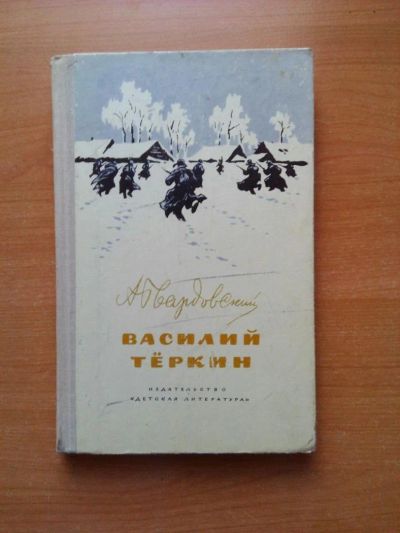 А Твардовский
ВАСИЛИЙ
ТЁРКИН
ИЗДАТЕЛЬСТВО
«ДЕТСКАЯ ЛИТЕРАТУРА»